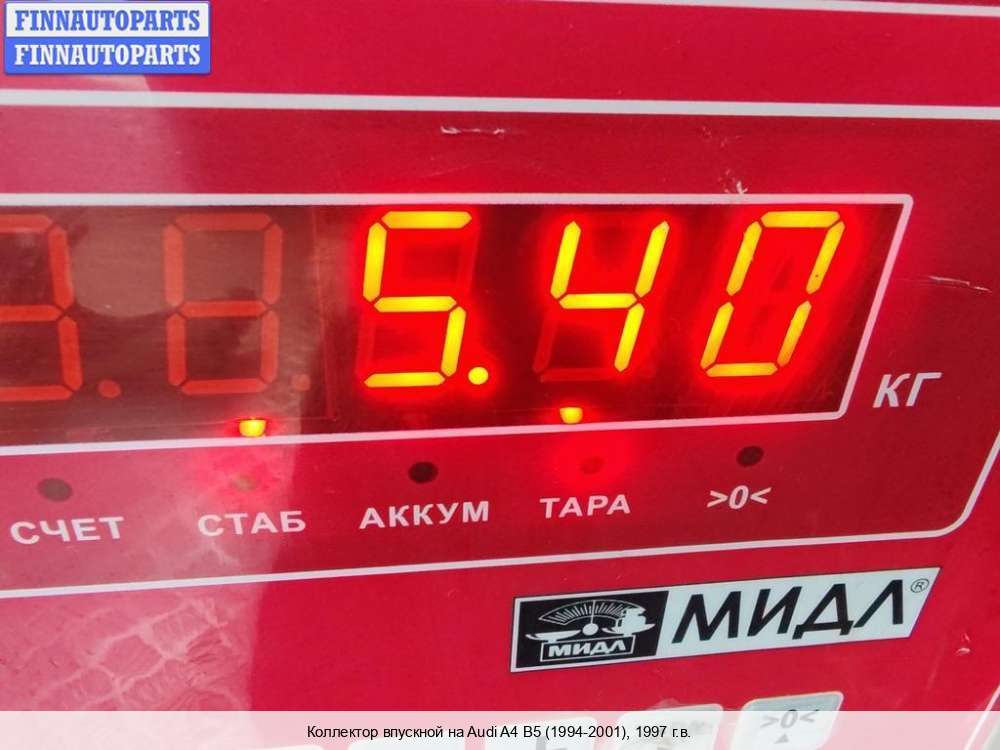 FINNAUTOPARTS
FINNAUTOPARTS
5.40
КГ
СЧЕТ СТАБ АККУМ ТАРА >0<
МИДЛ МИДЛ®
>0<
Коллектор впускной на Audi A4 B5 (1994-2001), 1997 г.в.